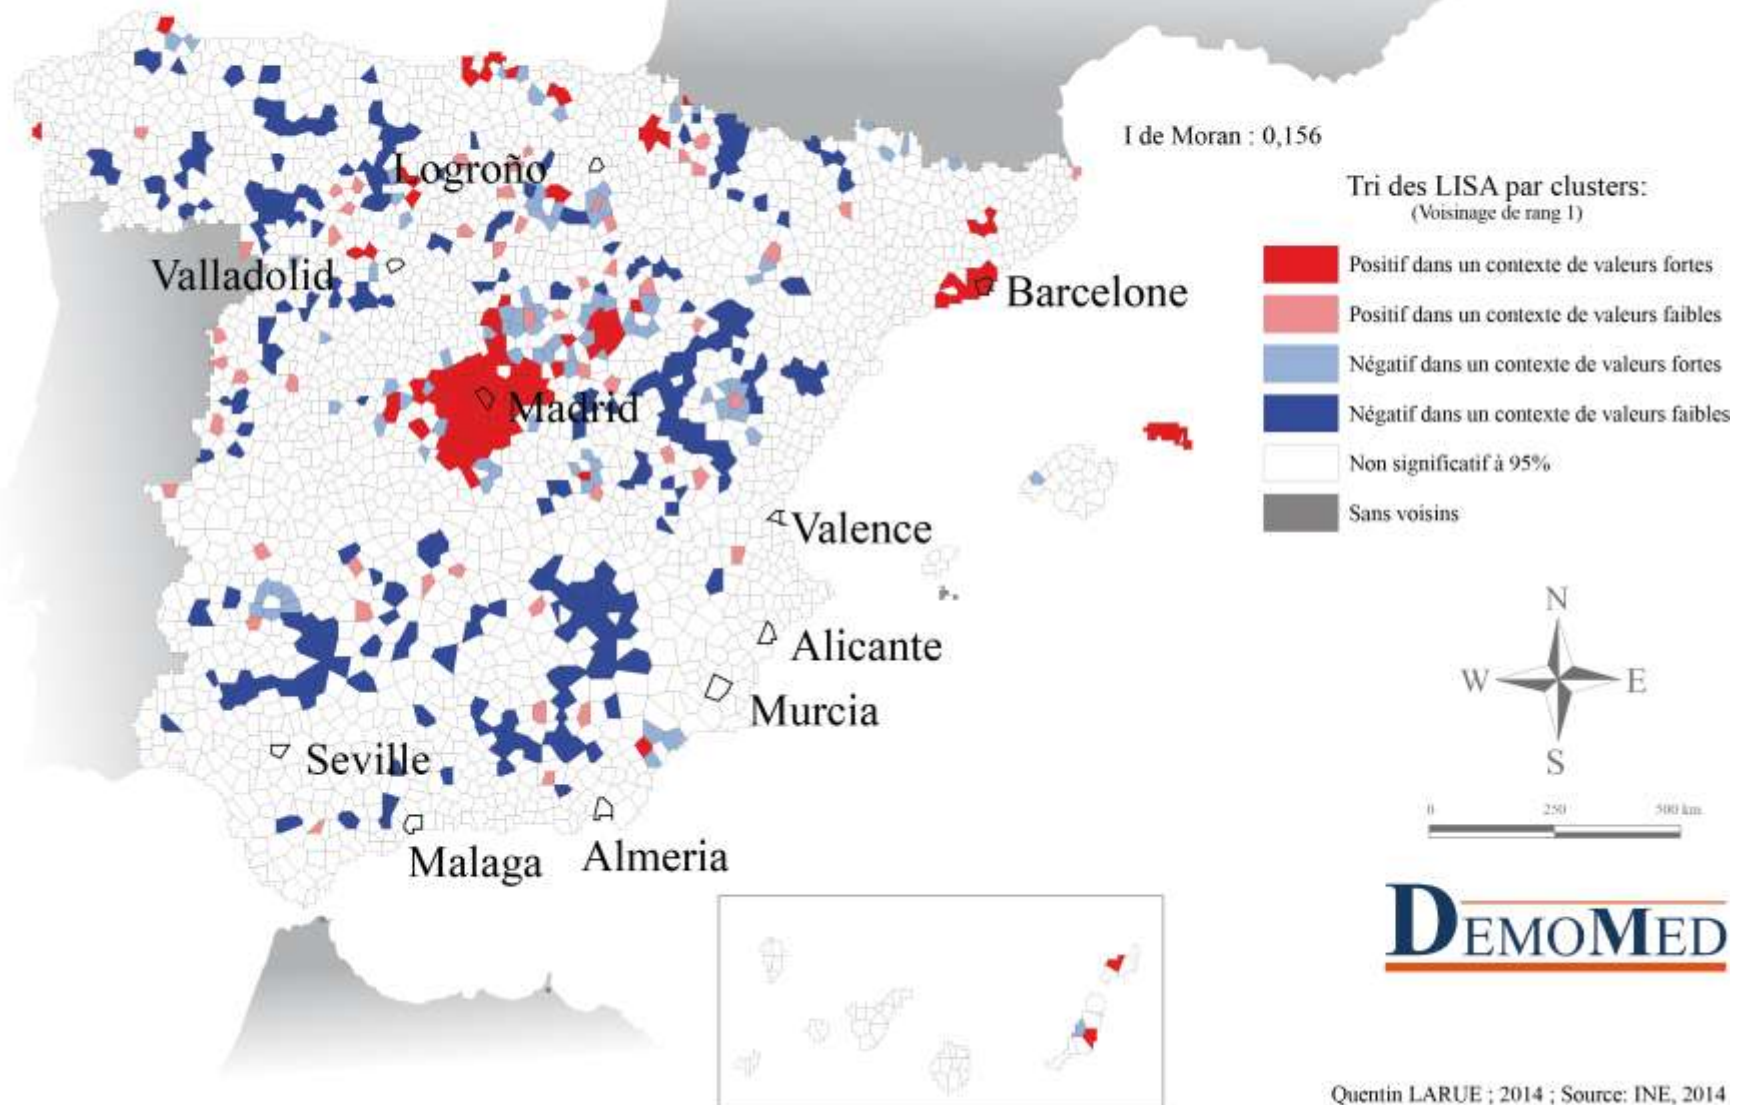 I de Moran : 0,156
Tri des LISA par clusters:
(Voisinage de rang 1)
Positif dans un contexte de valeurs fortes
Positif dans un contexte de valeurs faibles
Négatif dans un contexte de valeurs fortes
Négatif dans un contexte de valeurs faibles
Non significatif à 95%
Sans voisins
Logroño
Valladolid
Barcelone
Madrid
Valence
Alicante
Murcia
Seville
Malaga
Almeria
N
W E
S
0 250 500 km
DEMOMED
Quentin LARUE ; 2014 ; Source: INE, 2014